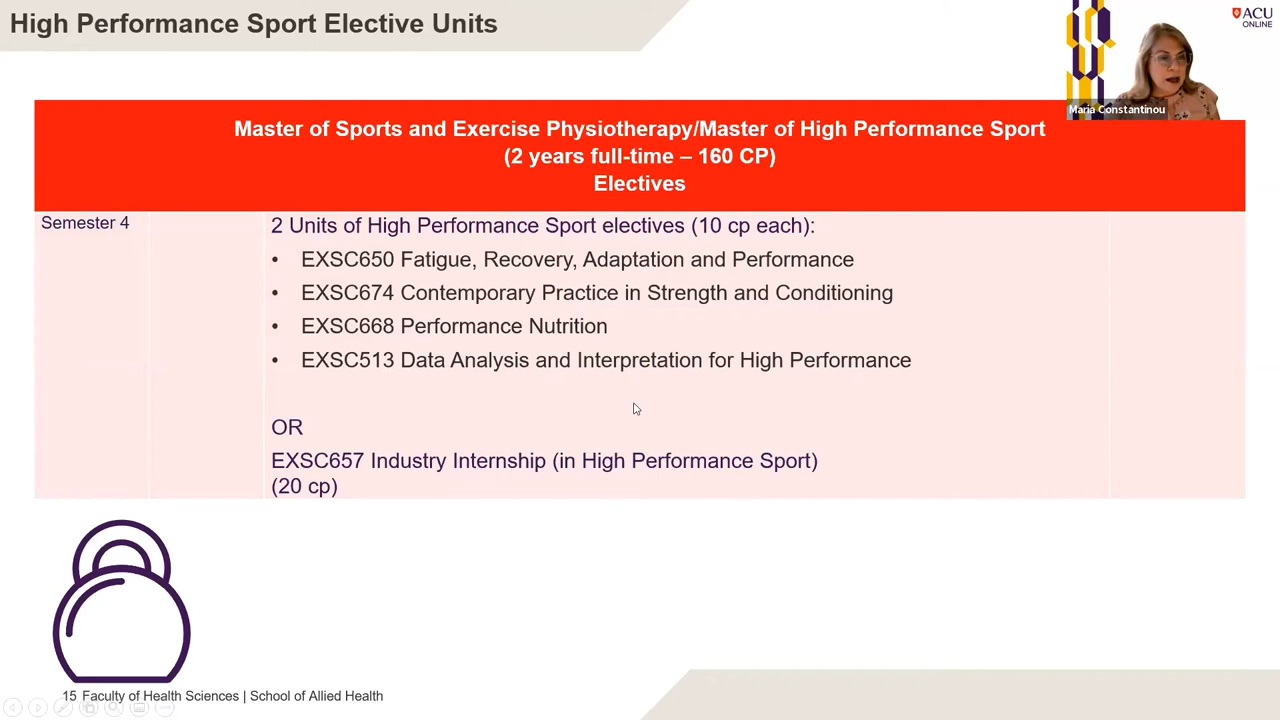 High Performance Sport Elective Units
ACU
ONLINE
Maria Constantinou
Master of Sports and Exercise Physiotherapy/Master of High Performance Sport
(2 years full-time – 160 CP)
Electives
Semester 4
2 Units of High Performance Sport electives (10 cp each):
• EXSC650 Fatigue, Recovery, Adaptation and Performance
• EXSC674 Contemporary Practice in Strength and Conditioning
• EXSC668 Performance Nutrition
• EXSC513 Data Analysis and Interpretation for High Performance
OR
EXSC657 Industry Internship (in High Performance Sport)
(20 cp)
15 Faculty of Health Sciences | School of Allied Health